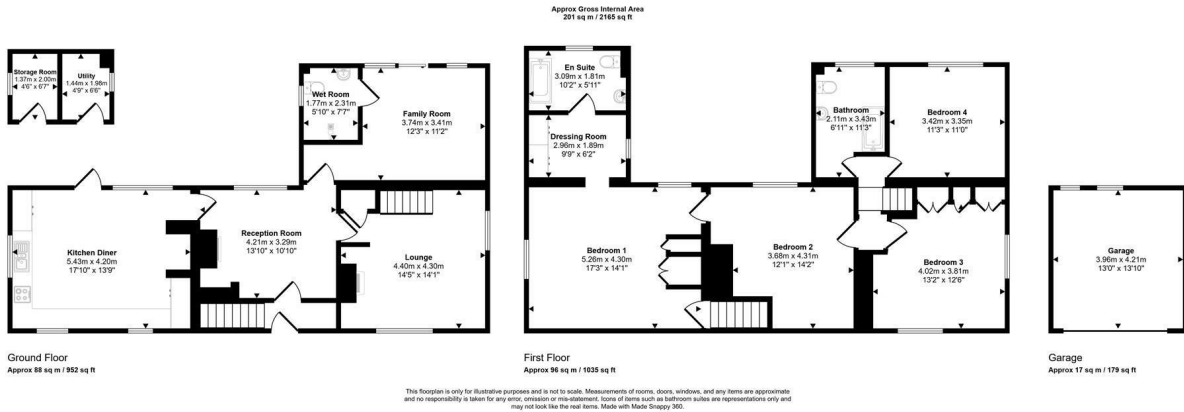 Approx Gross Internal Area
201 sq m / 2165 sq ft
Storage Room
1.37m x 2.00m
4'6" x 6'7"
Utility
1.44m x 1.98m
4'9" x 6'6"
Wet Room
1.77m x 2.31m
5'10" x 7'7"
Family Room
3.74m x 3.41m
12'3" x 11'2"
Kitchen Diner
5.43m x 4.20m
17'10" x 13'9"
Reception Room
4.21m x 3.29m
13'10" x 10'10"
Lounge
4.40m x 4.30m
14'5" x 14'1"
Ground Floor
Approx 88 sq m / 952 sq ft
En Suite
3.09m x 1.81m
10'2" x 5'11"
Dressing Room
2.96m x 1.89m
9'9" x 6'2"
Bathroom
2.11m x 3.43m
6'11" x 11'3"
Bedroom 4
3.42m x 3.35m
11'3" x 11'0"
Bedroom 1
5.26m x 4.30m
17'3" x 14'1"
Bedroom 2
3.68m x 4.31m
12'1" x 14'2"
Bedroom 3
4.02m x 3.81m
13'2" x 12'6"
First Floor
Approx 96 sq m / 1035 sq ft
Garage
3.96m x 4.21m
13'0" x 13'10"
Garage
Approx 17 sq m / 179 sq ft
This floorplan is only for illustrative purposes and is not to scale. Measurements of rooms, doors, windows, and any items are approximate
and no responsibility is taken for any error, omission or mis-statement. Icons of items such as bathroom suites are representations only and
may not look like the real items. Made with Made Snappy 360.